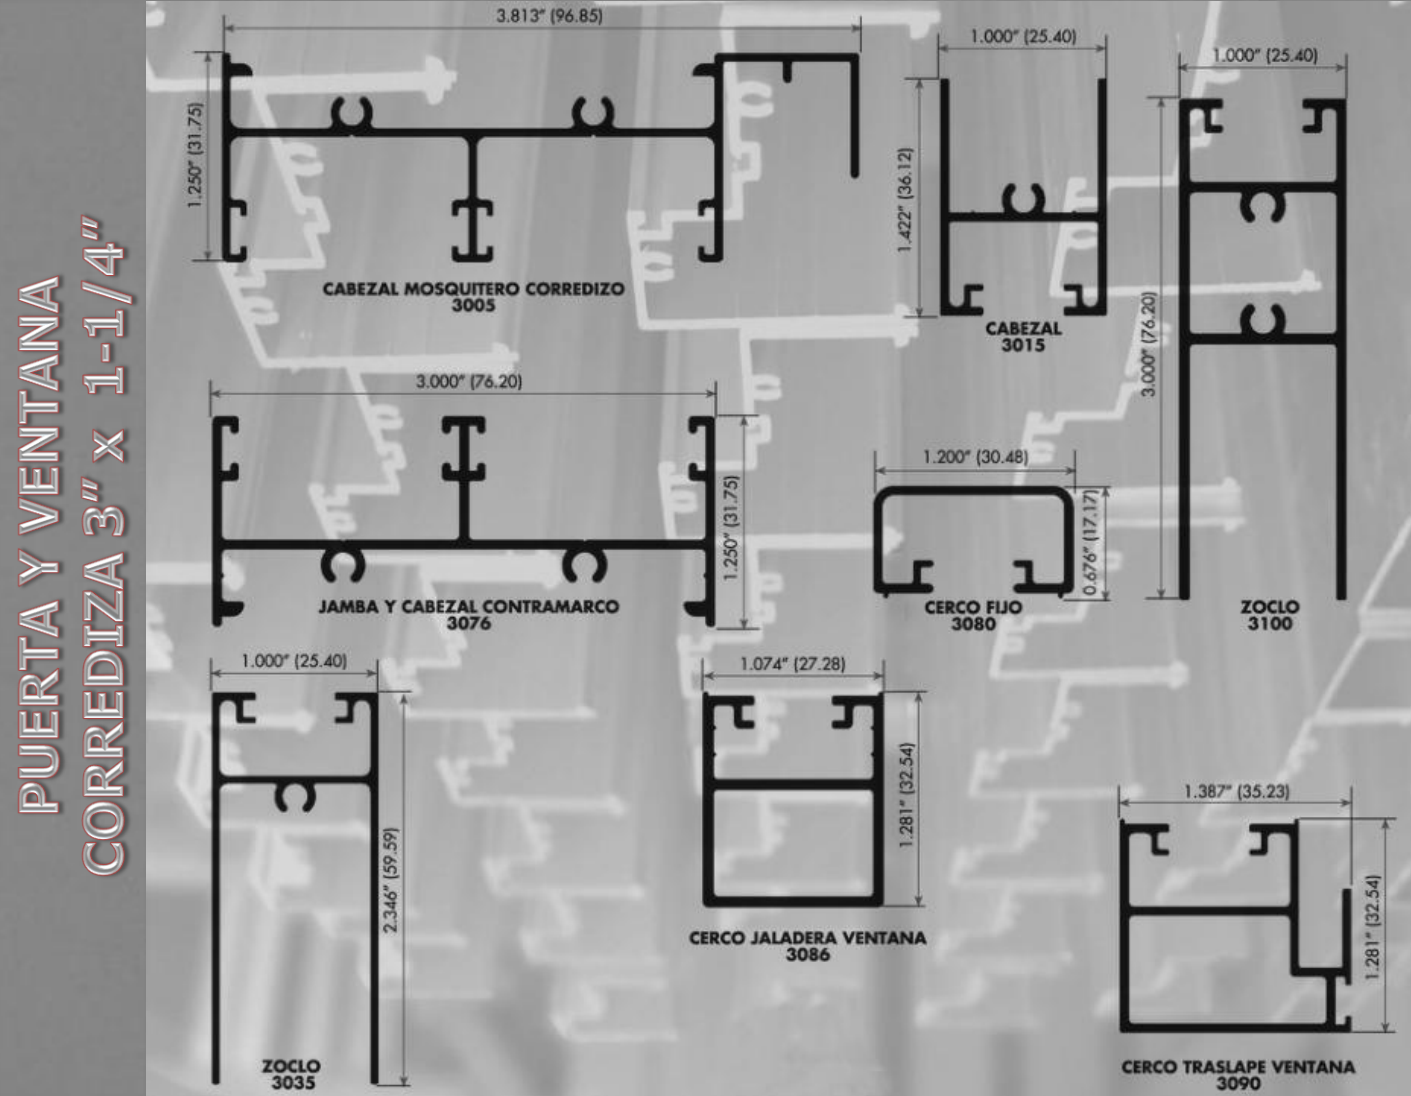 PUERTA Y VENTANA
CORREDIZA 3” x 1-1/4”
3.813” (96.85)
1.250” (31.75)
CABEZAL MOSQUITERO CORREDIZO
3005
1.000” (25.40)
1.422” (36.12)
CABEZAL
3015
1.000” (25.40)
3.000” (76.20)
ZOCLO
3100
3.000” (76.20)
1.250” (31.75)
JAMBA Y CABEZAL CONTRAMARCO
3076
1.200” (30.48)
0.676” (17.17)
CERCO FIJO
3080
1.000” (25.40)
2.346” (59.59)
ZOCLO
3035
1.074” (27.28)
1.281” (32.54)
CERCO JALADERA VENTANA
3086
1.387” (35.23)
1.281” (32.54)
CERCO TRASLAPE VENTANA
3090